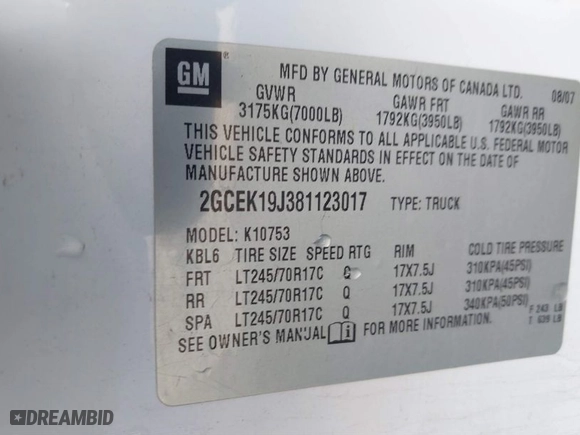 GM ®
MFD BY GENERAL MOTORS OF CANADA LTD. 08/07
GVWR GAWR FRT GAWR RR
3175KG(7000LB) 1792KG(3950LB) 1792KG(3950LB)
THIS VEHICLE CONFORMS TO ALL APPLICABLE U.S. FEDERAL MOTOR
VEHICLE SAFETY STANDARDS IN EFFECT ON THE DATE OF
MANUFACTURE SHOWN ABOVE.
2GCEK19J381123017 TYPE: TRUCK
MODEL: K10753
KBL6 TIRE SIZE SPEED RTG RIM COLD TIRE PRESSURE
FRT LT245/70R17C Q 17X7.5J 310KPA(45PSI)
RR LT245/70R17C Q 17X7.5J 310KPA(45PSI)
SPA LT245/70R17C Q 17X7.5J 340KPA(50PSI)
SEE OWNER'S MANUAL FOR MORE INFORMATION. F 243 LB
T 639 LB
DREAMBID